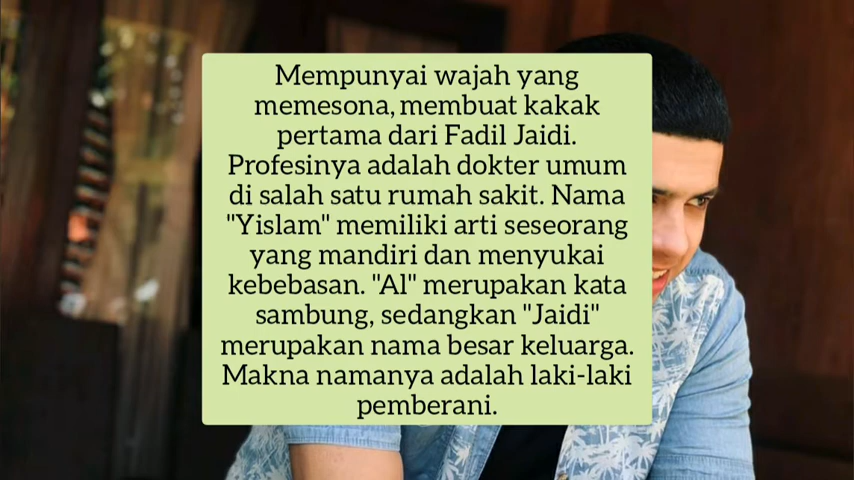 Mempunyai wajah yang
memesona, membuat kakak
pertama dari Fadil Jaidi.
Profesinya adalah dokter umum
di salah satu rumah sakit. Nama
"Yislam" memiliki arti seseorang
yang mandiri dan menyukai
kebebasan. "Al" merupakan kata
sambung, sedangkan "Jaidi"
merupakan nama besar keluarga.
Makna namanya adalah laki-laki
pemberani.